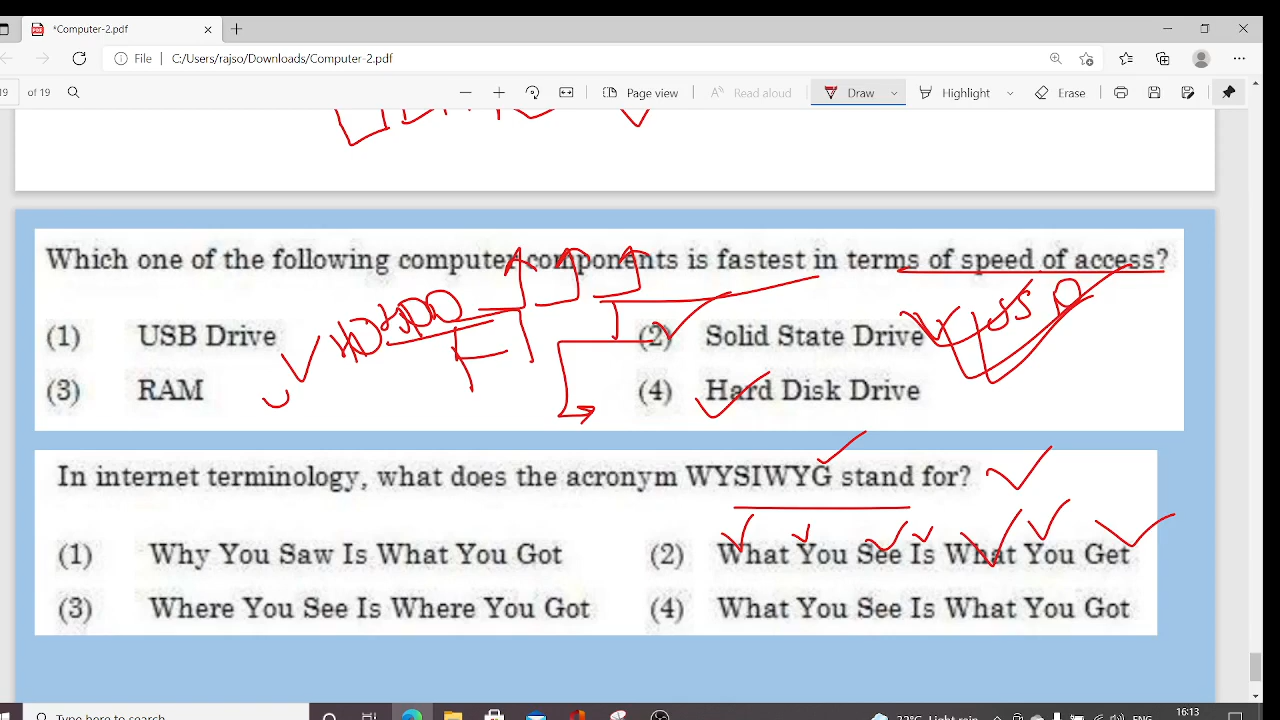 *Computer-2.pdf
File C:/Users/rajso/Downloads/Computer-2.pdf
19 of 19 Page view Read aloud Draw Highlight Erase
Which one of the following computer components is fastest in terms of speed of access?
(1) USB Drive (2) Solid State Drive
(3) RAM (4) Hard Disk Drive
In internet terminology, what does the acronym WYSIWYG stand for?
(1) Why You Saw Is What You Got (2) What You See Is What You Get
(3) Where You See Is Where You Got (4) What You See Is What You Got
Type here to search Light rain ENG 16:13